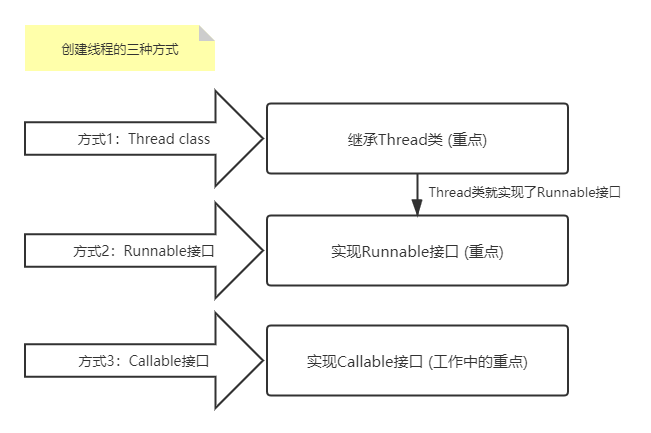 创建线程的三种方式
方式1：Thread class
继承Thread类 (重点)
Thread类就实现了Runnable接口
方式2：Runnable接口
实现Runnable接口 (重点)
方式3：Callable接口
实现Callable接口 (工作中的重点)